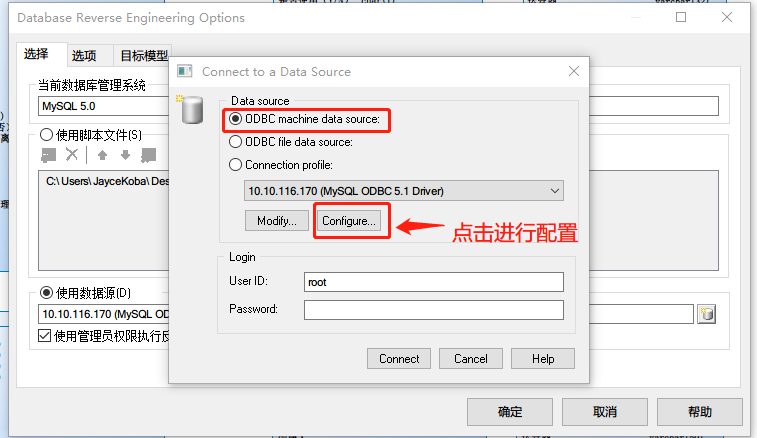 Database Reverse Engineering Options
选择
选项
目标模型
当前数据库管理系统
MySQL 5.0
使用脚本文件(S)
C:\Users\JayceKoba\Des
使用数据源(D)
10.10.116.170 (MySQL OD
使用管理员权限执行反
Connect to a Data Source
Data source
ODBC machine data source:
ODBC file data source:
Connection profile:
10.10.116.170 (MySQL ODBC 5.1 Driver)
Modify...
Configure...
点击进行配置
Login
User ID:
root
Password:
Connect
Cancel
Help
确定
取消
帮助